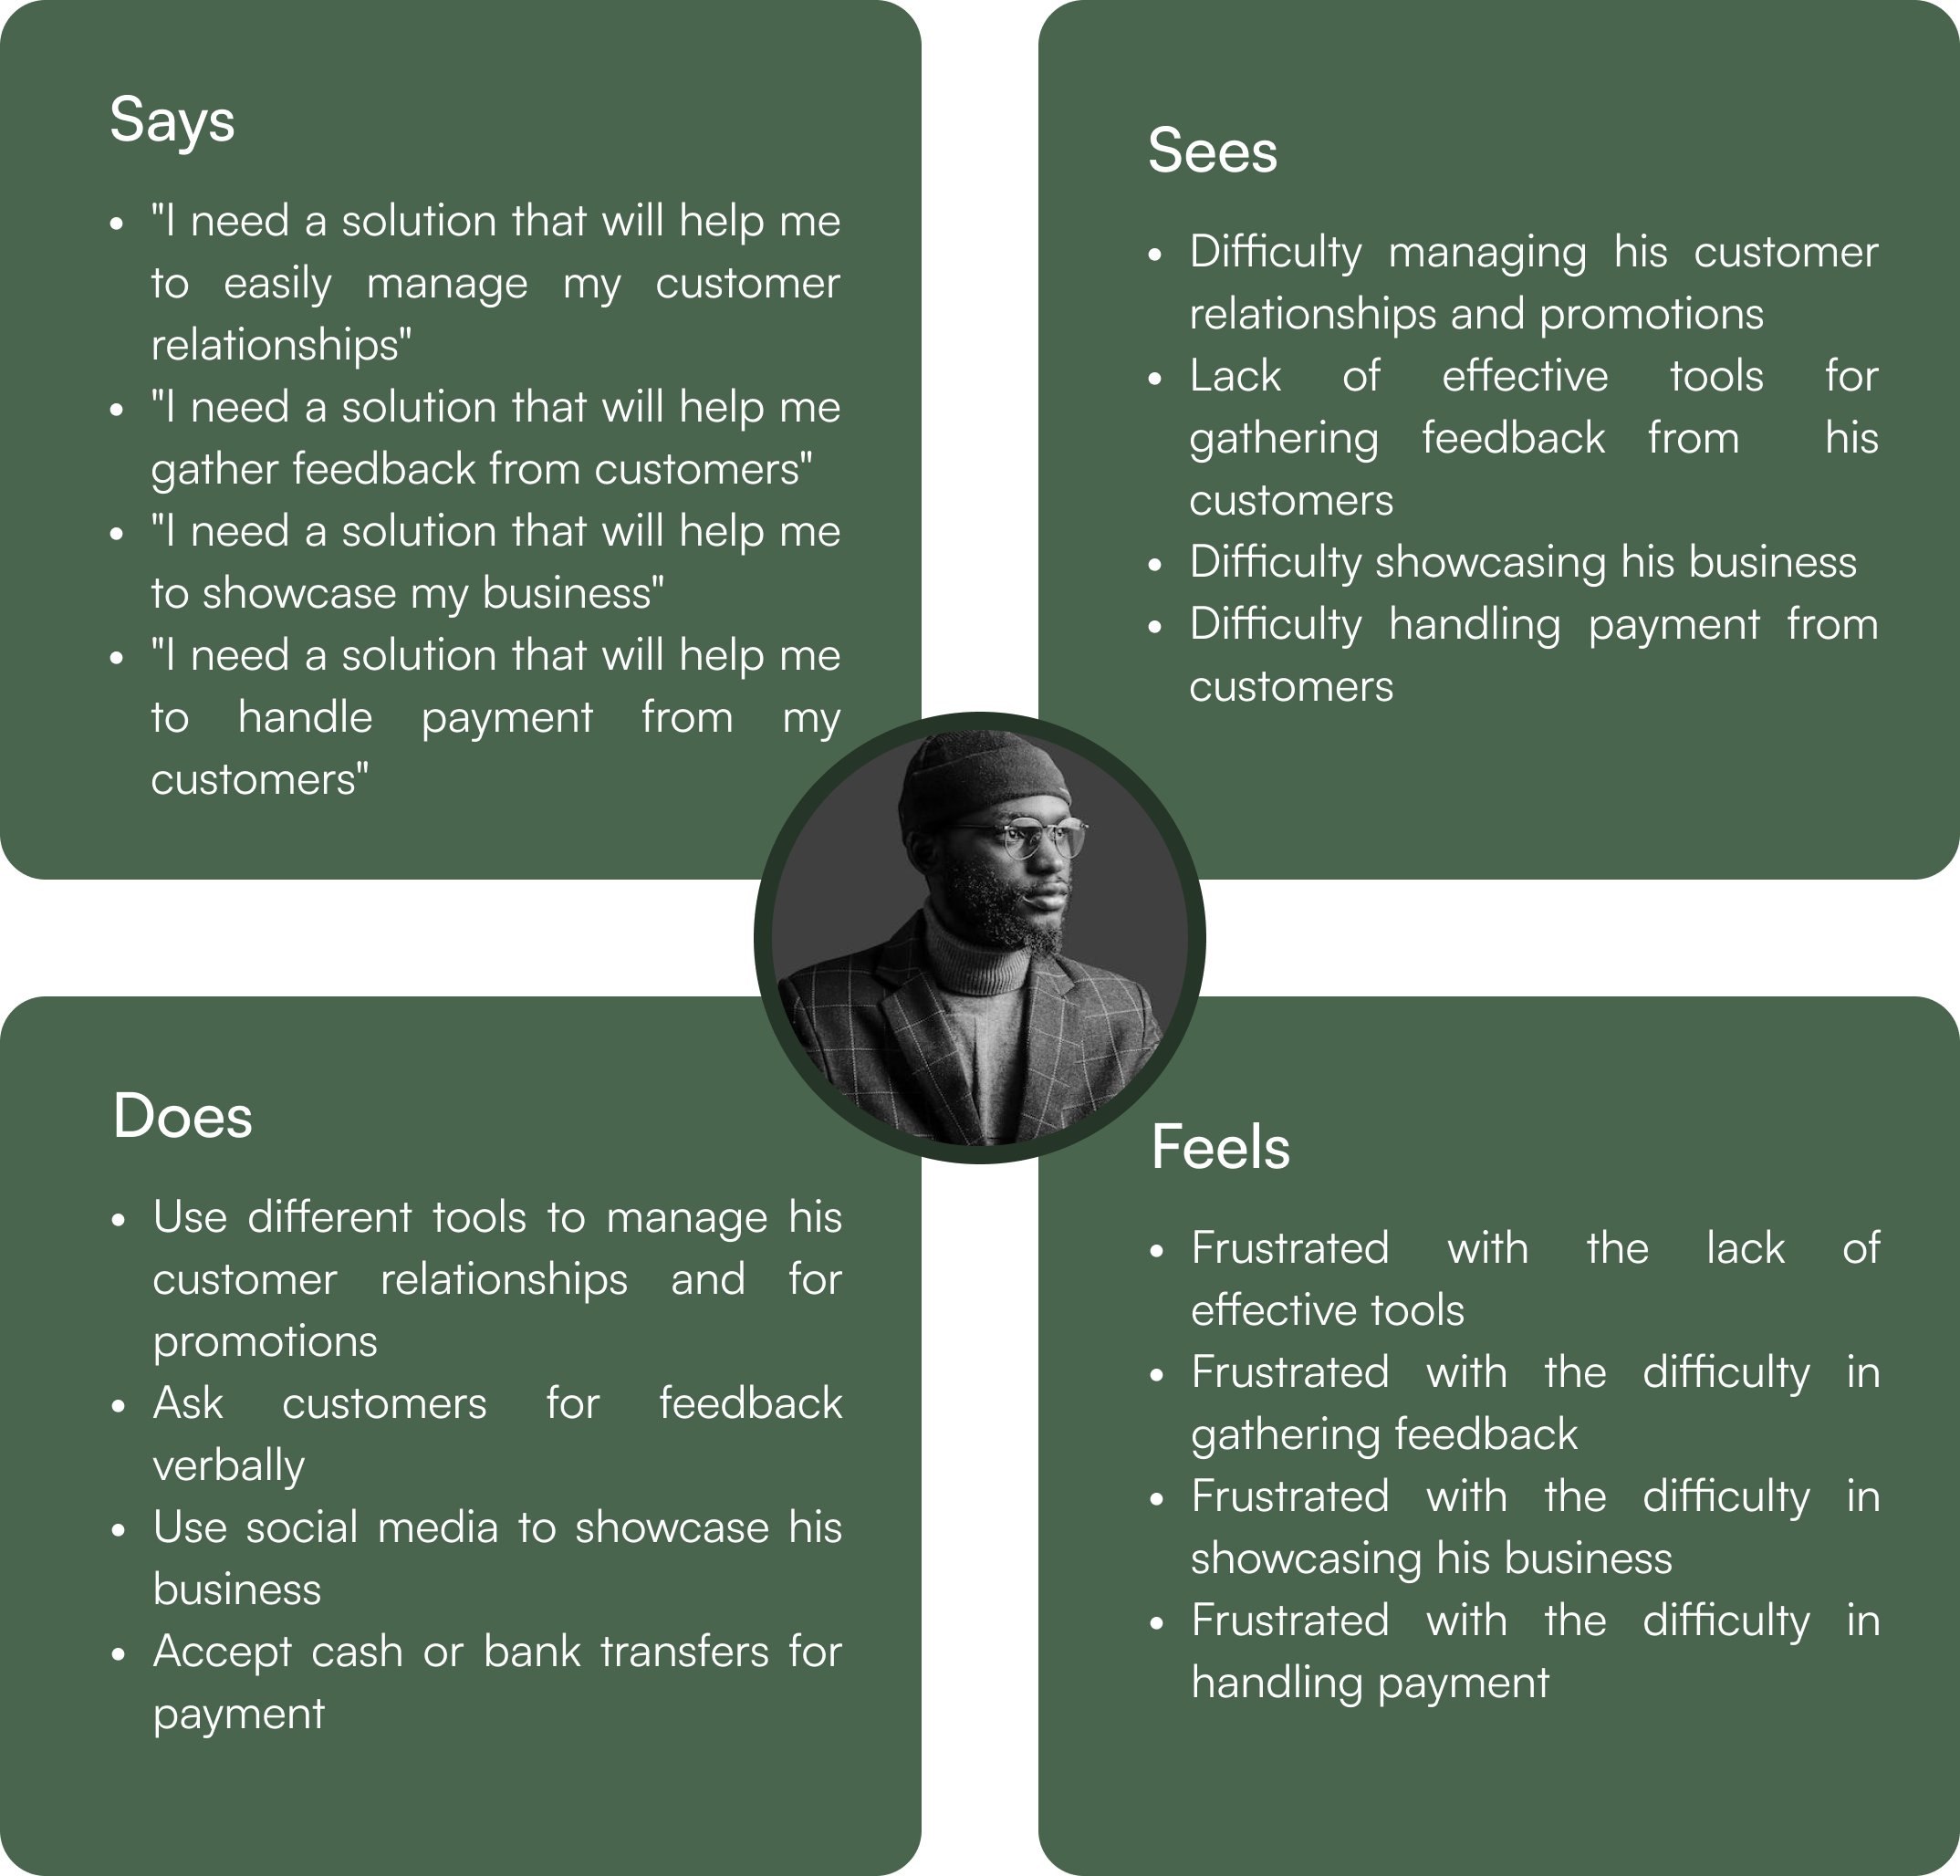 Says
• "I need a solution that will help me
to easily manage my customer
relationships"
• "I need a solution that will help me
gather feedback from customers"
• "I need a solution that will help me
to showcase my business"
• "I need a solution that will help me
to handle payment from my
customers"
Sees
• Difficulty managing his customer
relationships and promotions
• Lack of effective tools for
gathering feedback from his
customers
• Difficulty showcasing his business
• Difficulty handling payment from
customers
Does
• Use different tools to manage his
customer relationships and for
promotions
• Ask customers for feedback
verbally
• Use social media to showcase his
business
• Accept cash or bank transfers for
payment
Feels
• Frustrated with the lack of
effective tools
• Frustrated with the difficulty in
gathering feedback
• Frustrated with the difficulty in
showcasing his business
• Frustrated with the difficulty in
handling payment